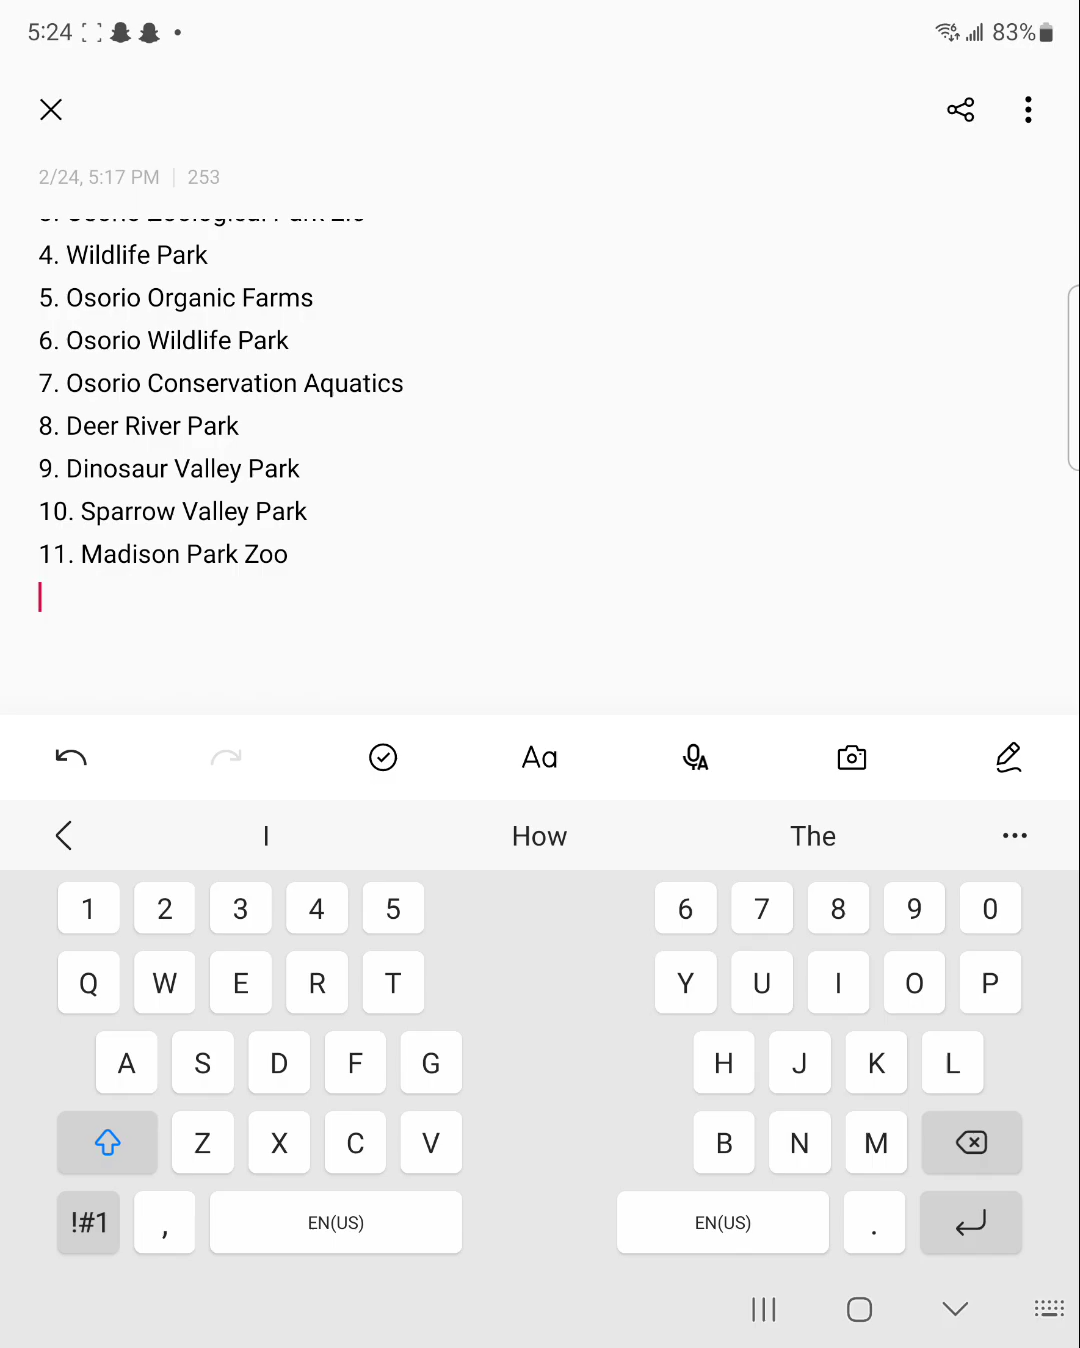 5:24
83%
2/24, 5:17 PM | 253
4. Wildlife Park
5. Osorio Organic Farms
6. Osorio Wildlife Park
7. Osorio Conservation Aquatics
8. Deer River Park
9. Dinosaur Valley Park
10. Sparrow Valley Park
11. Madison Park Zoo
Aa
I How The
1 2 3 4 5 6 7 8 9 0
Q W E R T Y U I O P
A S D F G H J K L
Z X C V B N M
!#1 , EN(US) EN(US) .